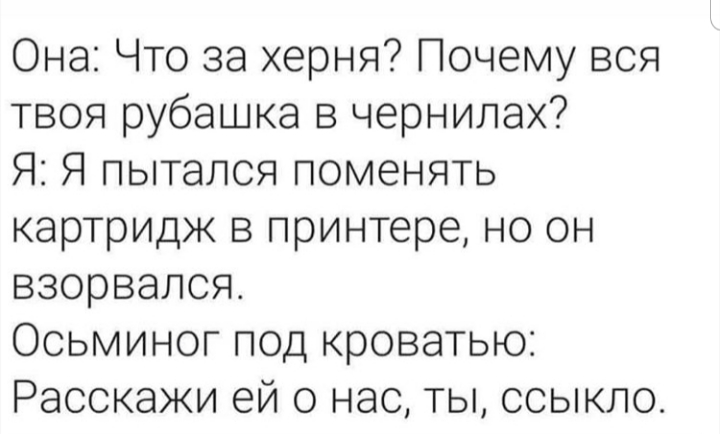 Она: Что за херня? Почему вся
твоя рубашка в чернилах?
Я: Я пытался поменять
картридж в принтере, но он
взорвался.
Осьминог под кроватью:
Расскажи ей о нас, ты, ссыкло.